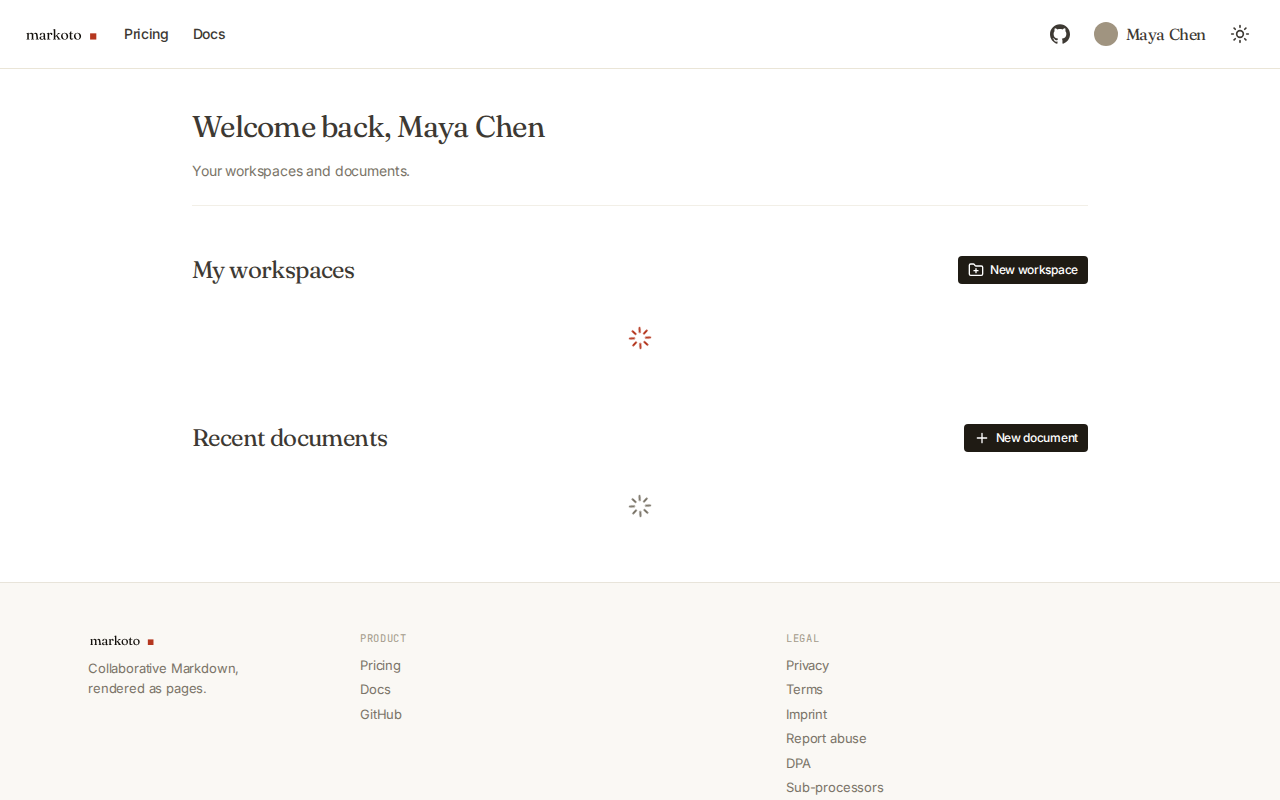 markoto
Pricing
Docs
Maya Chen
Welcome back, Maya Chen
Your workspaces and documents.
My workspaces
New workspace
Recent documents
New document
markoto
Collaborative Markdown,
rendered as pages.
PRODUCT
Pricing
Docs
GitHub
LEGAL
Privacy
Terms
Imprint
Report abuse
DPA
Sub-processors